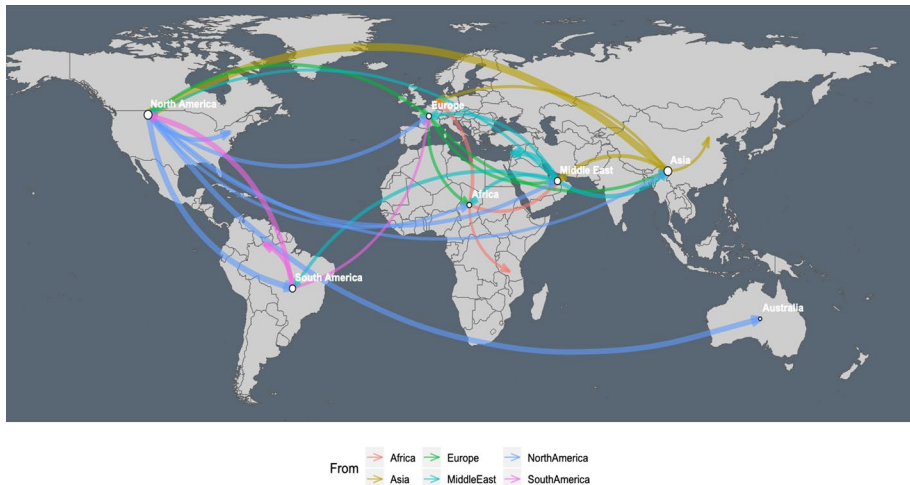 North America
Europe
Asia
Middle East
Africa
South America
Australia
From
Africa
Europe
NorthAmerica
Asia
MiddleEast
SouthAmerica